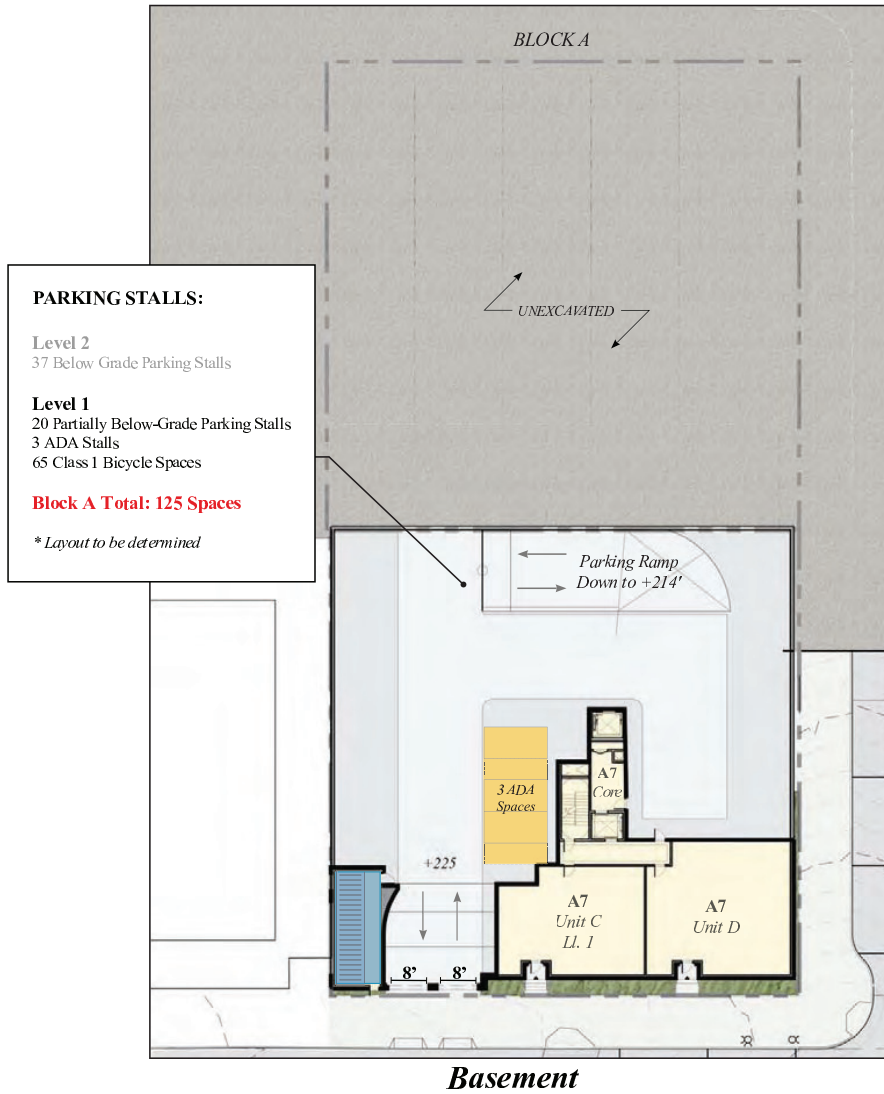 BLOCK A
UNEXCAVATED
PARKING STALLS:
Level 2
37 Below Grade Parking Stalls
Level 1
20 Partially Below-Grade Parking Stalls
3 ADA Stalls
65 Class 1 Bicycle Spaces
Block A Total: 125 Spaces
* Layout to be determined
Parking Ramp
Down to +214'
A7
Core
3 ADA
Spaces
+225
A7
Unit C
Ll. 1
A7
Unit D
8’
8’
Basement